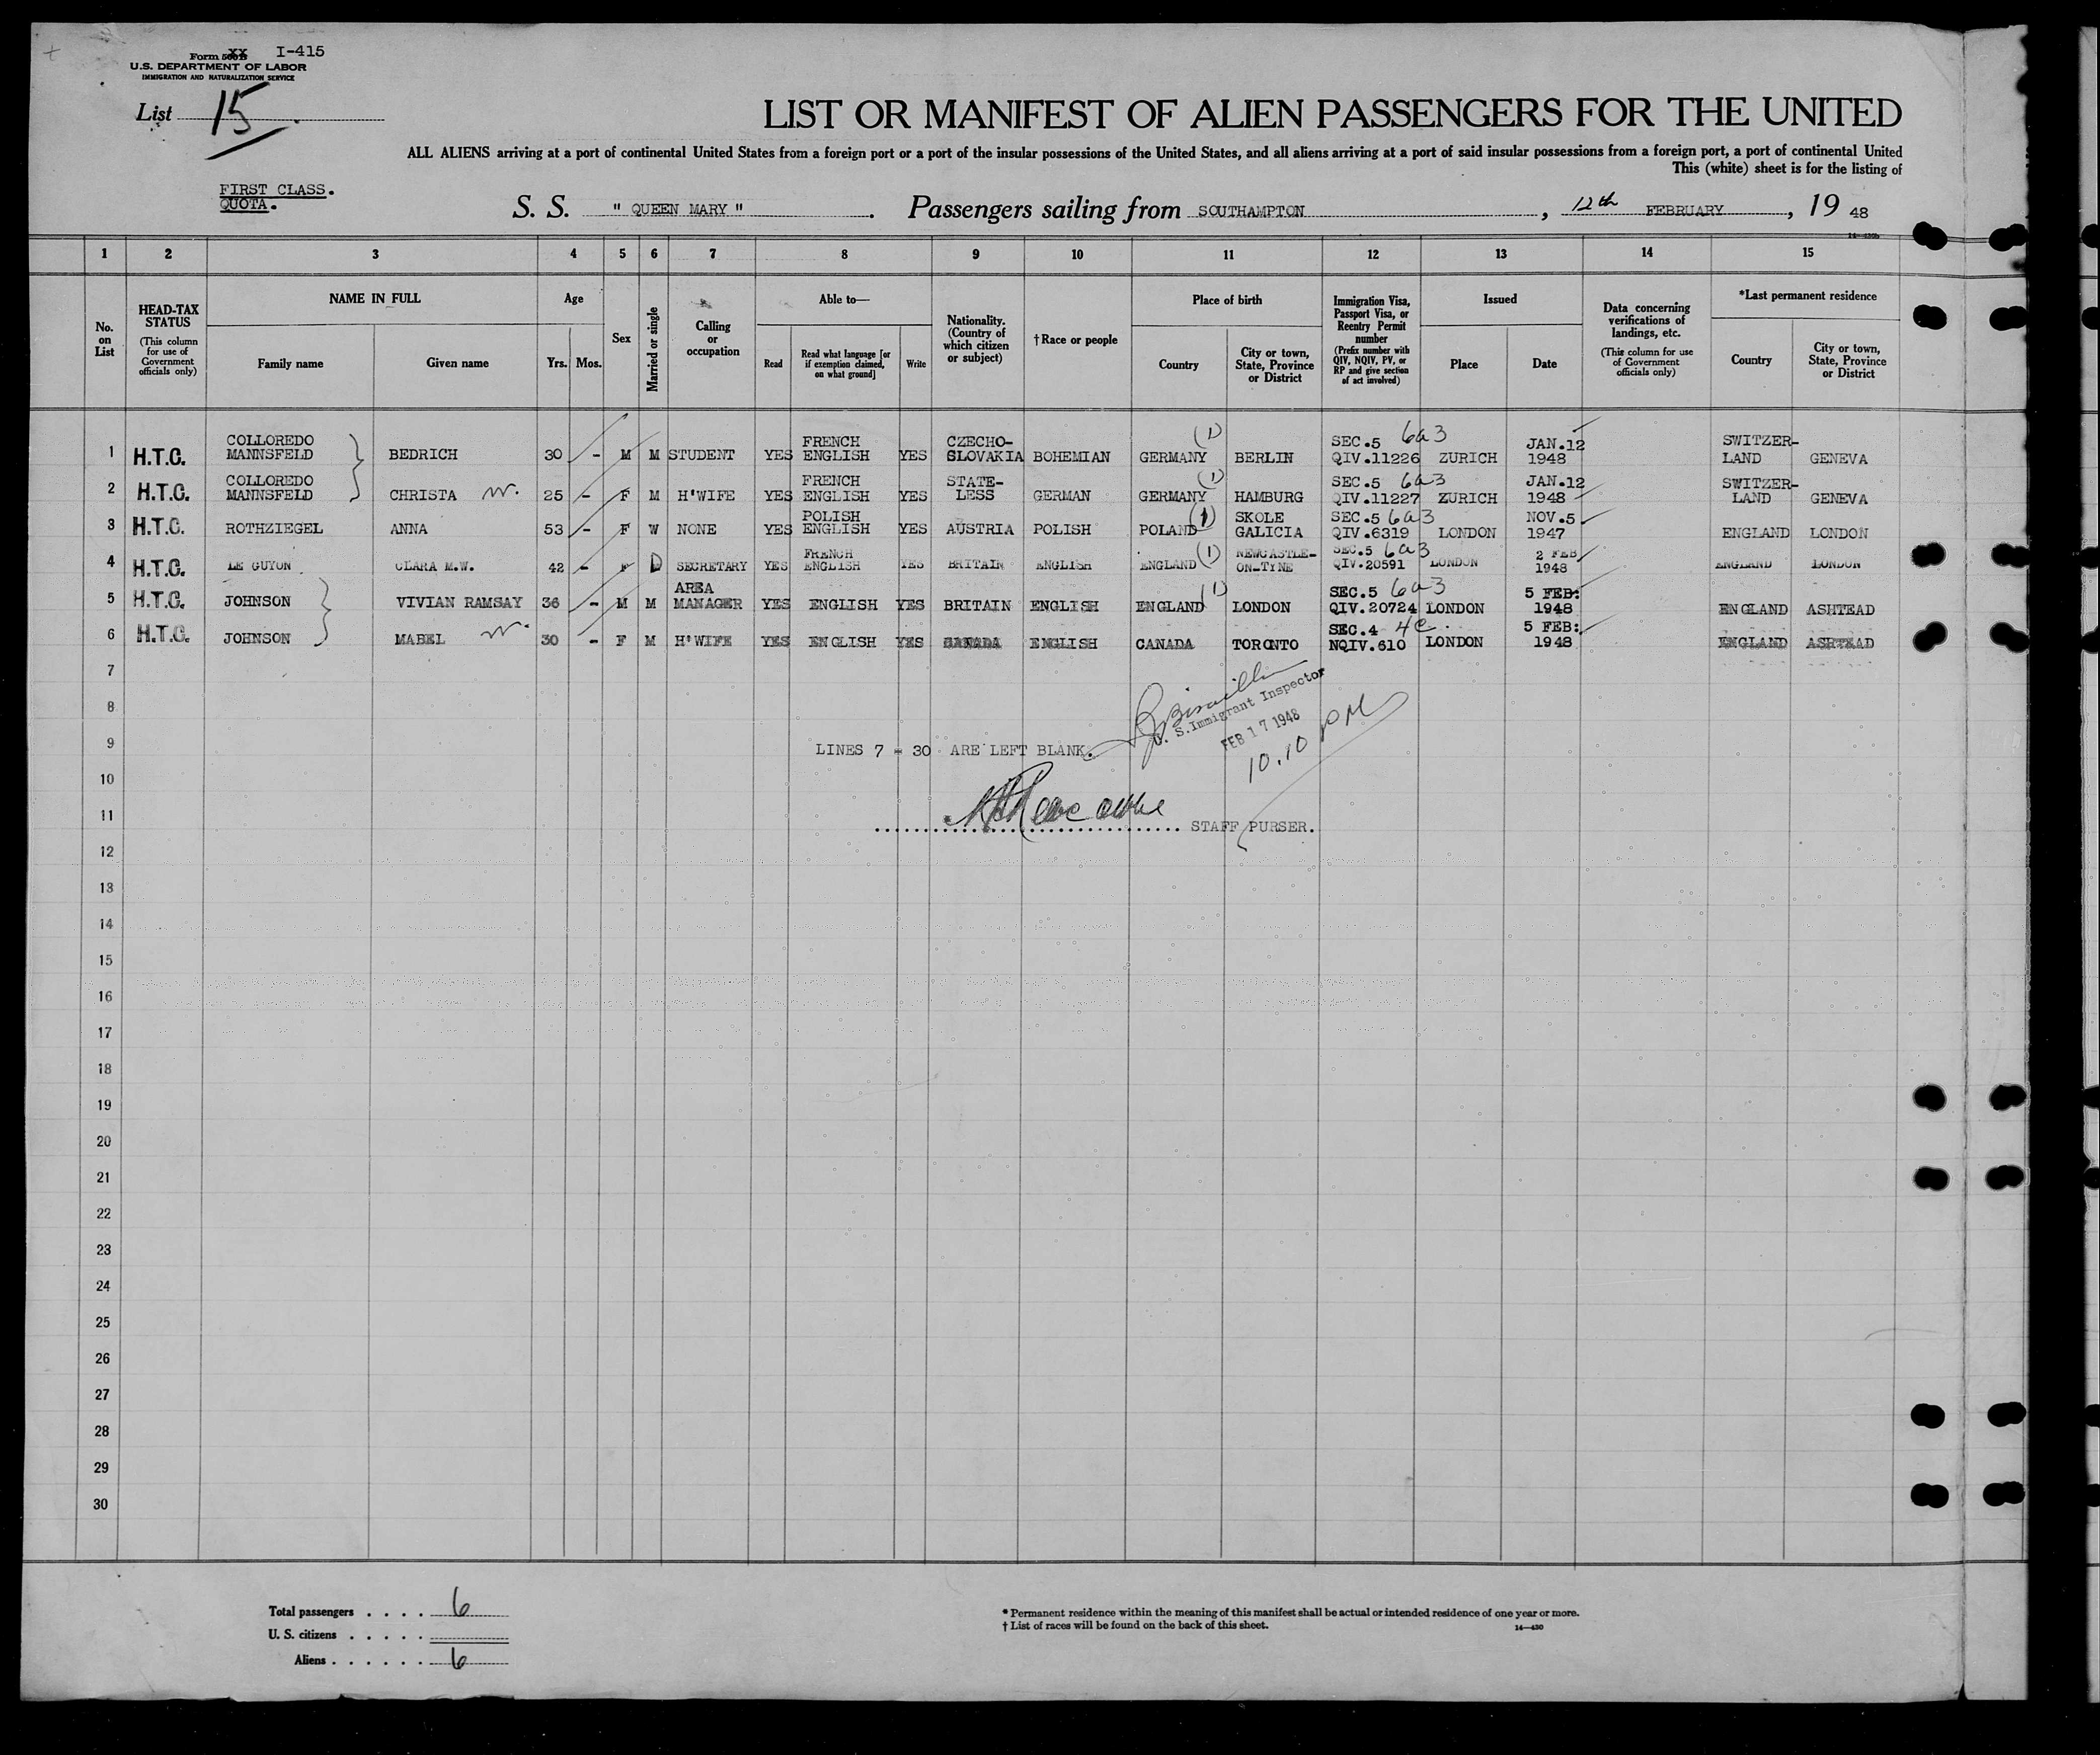 Form 500 B XX I-415
U.S. DEPARTMENT OF LABOR
IMMIGRATION AND NATURALIZATION SERVICE
List 15
LIST OR MANIFEST OF ALIEN PASSENGERS FOR THE UNITED
ALL ALIENS arriving at a port of continental United States from a foreign port or a port of the insular possessions of the United States, and all aliens arriving at a port of said insular possessions from a foreign port, a port of continental United
This (white) sheet is for the listing of
FIRST CLASS.
QUOTA.
S. S. " QUEEN MARY " . Passengers sailing from SOUTHAMPTON , 12th FEBRUARY , 19 48
14—430b
1 2 3 4 5 6 7 8 9 10 11 12 13 14 15
No. on List
HEAD-TAX STATUS (This column for use of Government officials only)
NAME IN FULL
Family name Given name
Age
Yrs. Mos.
Sex
Married or single
Calling or occupation
Able to—
Read Read what language [or if exemption claimed, on what ground] Write
Nationality. (Country of which citizen or subject)
†Race or people
Place of birth
Country City or town, State, Province or District
Immigration Visa, Passport Visa, or Reentry Permit number (Prefix number with QIV, NQIV, PV, or RP and give section of act involved)
Issued
Place Date
Data concerning verifications of landings, etc. (This column for use of Government officials only)
*Last permanent residence
Country City or town, State, Province or District
1 H.T.C. COLLOREDO MANNSFELD BEDRICH 30 - M M STUDENT YES FRENCH ENGLISH YES CZECHO-SLOVAKIA BOHEMIAN GERMANY (1) BERLIN SEC.5 6a3 QIV.11226 ZURICH JAN.12 1948 SWITZER-LAND GENEVA
2 H.T.C. COLLOREDO MANNSFELD CHRISTA W. 25 - F M H'WIFE YES FRENCH ENGLISH YES STATE-LESS GERMAN GERMANY (1) HAMBURG SEC.5 6a3 QIV.11227 ZURICH JAN.12 1948 SWITZER-LAND GENEVA
3 H.T.C. ROTHZIEGEL ANNA 53 - F W NONE YES POLISH ENGLISH YES AUSTRIA POLISH POLAND (1) SKOLE GALICIA SEC.5 6a3 QIV.6319 LONDON NOV.5 1947 ENGLAND LONDON
4 H.T.C. LE GUYON CLARA M.W. 42 - F D SECRETARY YES FRENCH ENGLISH YES BRITAIN ENGLISH ENGLAND (1) NEWCASTLE-ON-TYNE SEC.5 6a3 QIV.20591 LONDON 2 FEB 1948 ENGLAND LONDON
5 H.T.C. JOHNSON VIVIAN RAMSAY 36 - M M AREA MANAGER YES ENGLISH YES BRITAIN ENGLISH ENGLAND (1) LONDON SEC.5 6a3 QIV.20724 LONDON 5 FEB: 1948 ENGLAND ASHTEAD
6 H.T.C. JOHNSON MABEL W. 30 - F M H'WIFE YES ENGLISH YES CANADA ENGLISH CANADA TORONTO SEC.4 4c. NQIV.610 LONDON 5 FEB: 1948 ENGLAND ASHTEAD
7
8
U. S. Immigrant Inspector
FEB 17 1948
10.10 PM
9 LINES 7 - 30 ARE LEFT BLANK.
10
11 STAFF PURSER.
12
13
14
15
16
17
18
19
20
21
22
23
24
25
26
27
28
29
30
Total passengers . . . . 6
U. S. citizens . . . . .
Aliens . . . . . . 6
* Permanent residence within the meaning of this manifest shall be actual or intended residence of one year or more.
† List of races will be found on the back of this sheet.
14—430